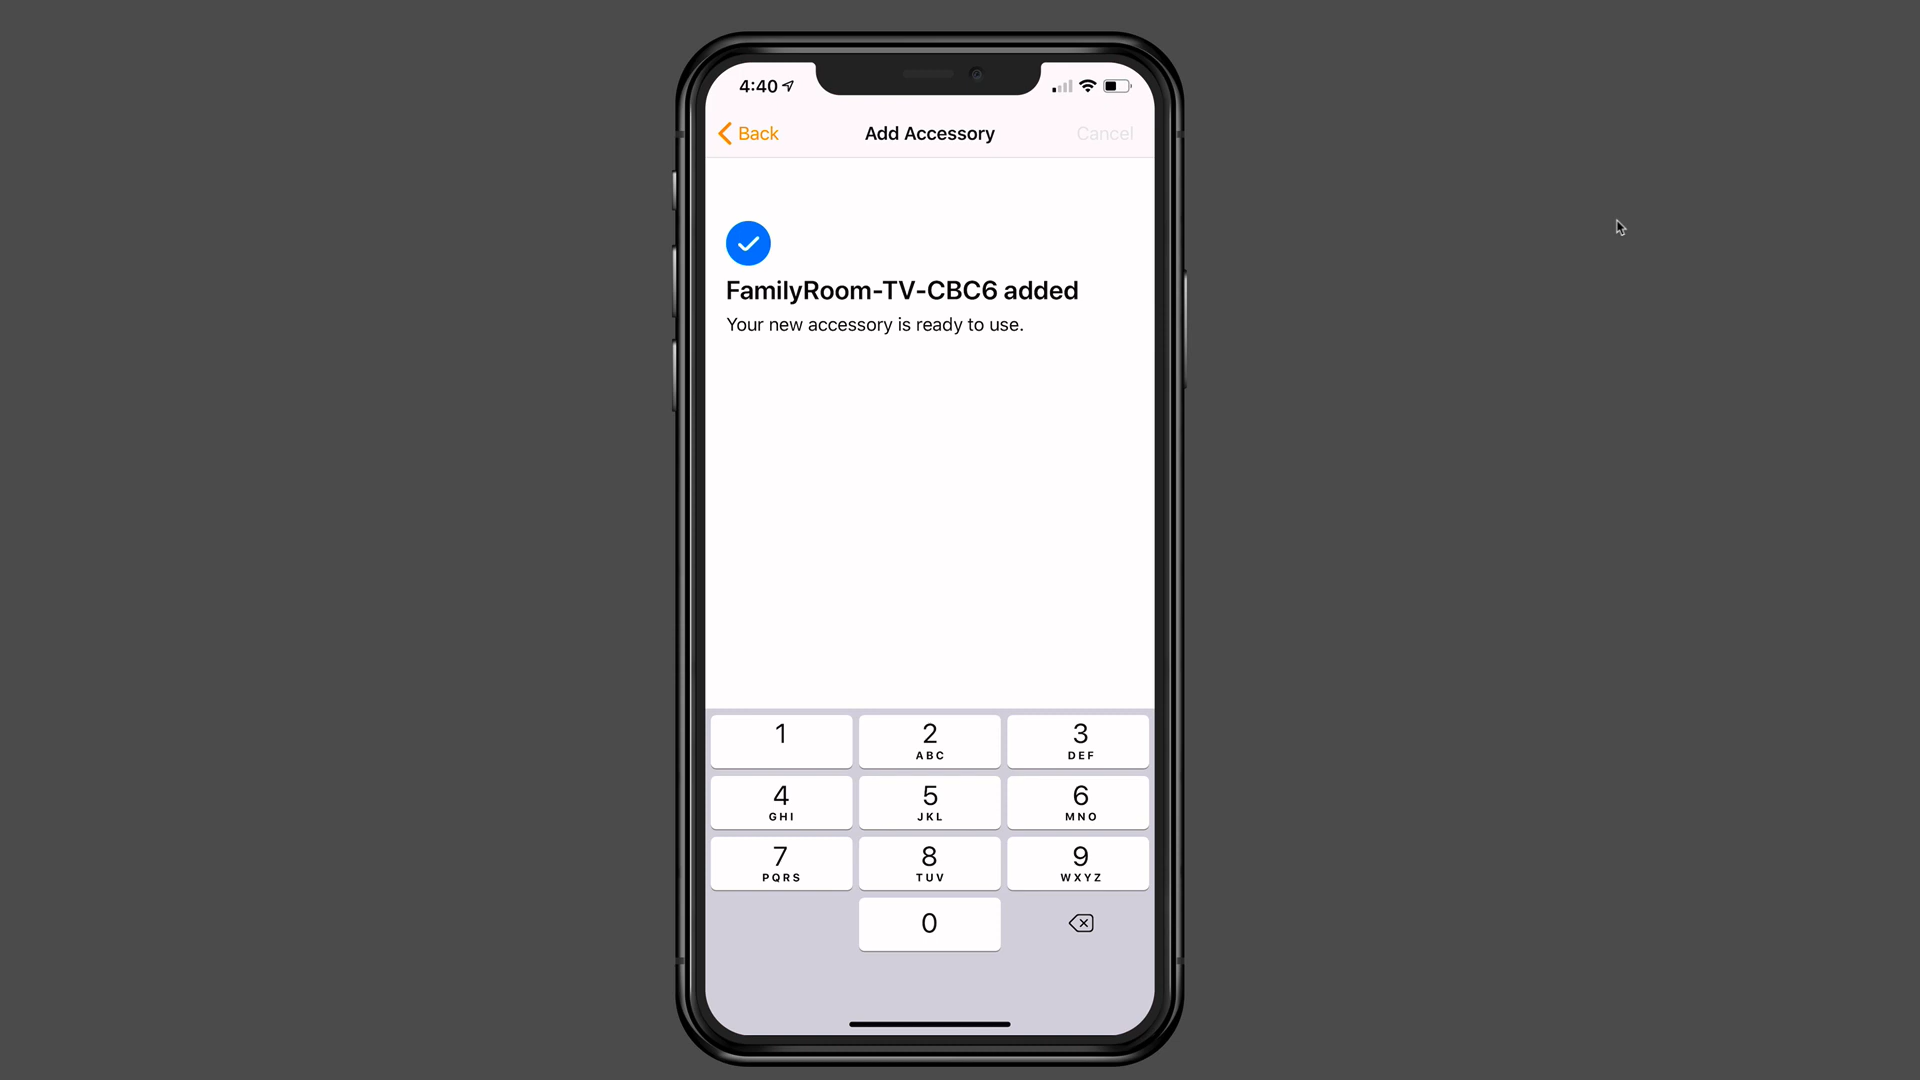 4:40
Back Add Accessory Cancel
FamilyRoom-TV-CBC6 added
Your new accessory is ready to use.
1 2 3
ABC DEF
4 5 6
GHI JKL MNO
7 8 9
PQRS TUV WXYZ
0